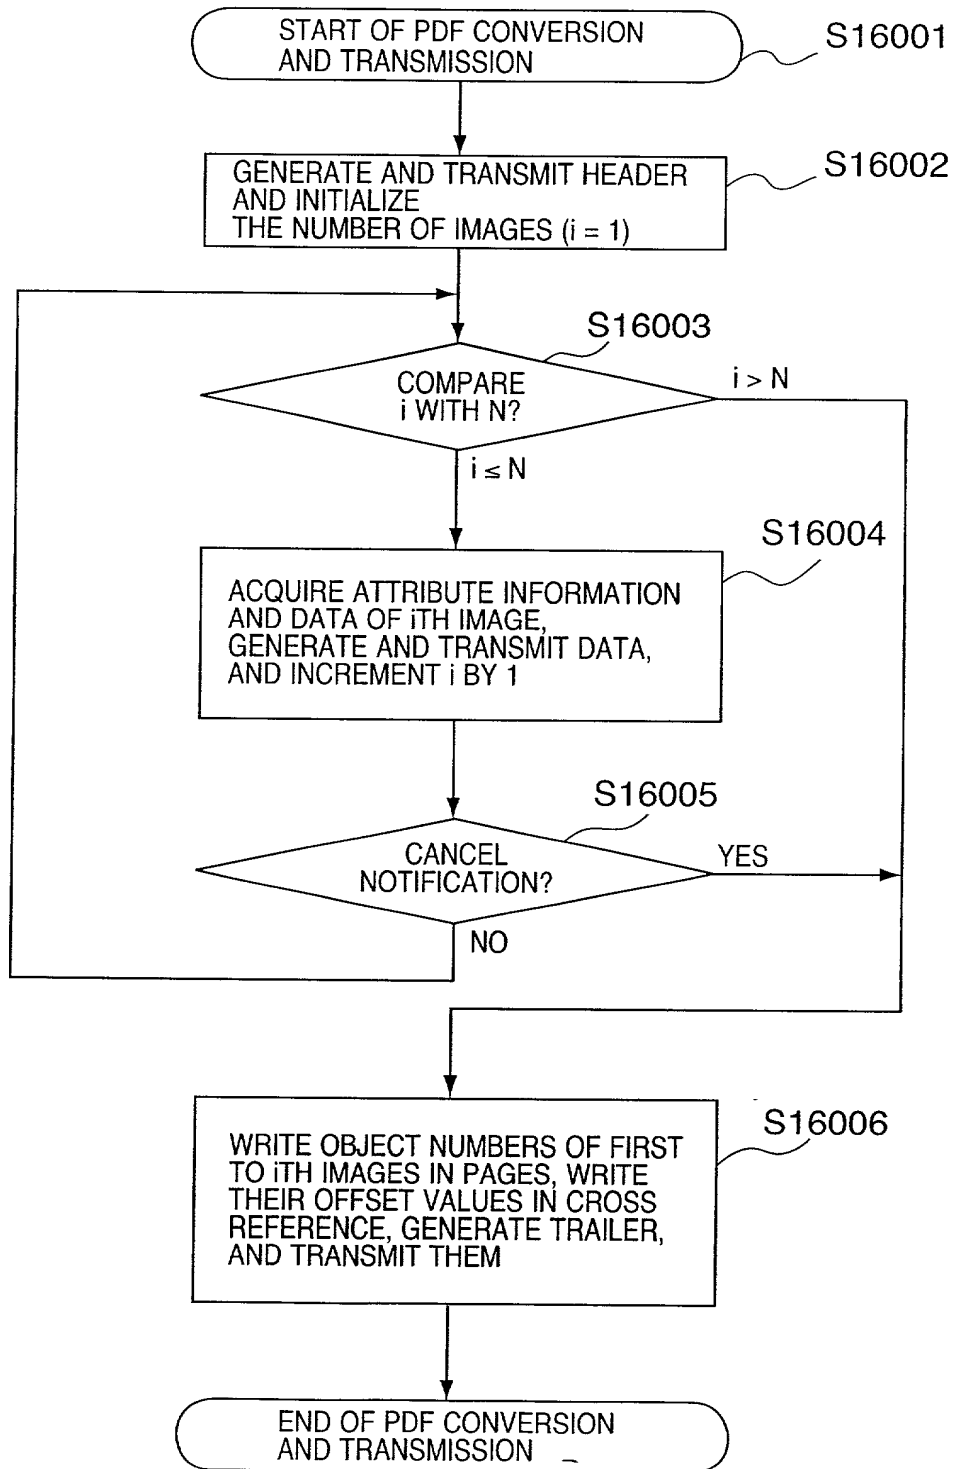 START OF PDF CONVERSION
AND TRANSMISSION
S16001
GENERATE AND TRANSMIT HEADER
AND INITIALIZE
THE NUMBER OF IMAGES (i = 1)
S16002
S16003
COMPARE
i WITH N?
i > N
i ≤ N
S16004
ACQUIRE ATTRIBUTE INFORMATION
AND DATA OF iTH IMAGE,
GENERATE AND TRANSMIT DATA,
AND INCREMENT i BY 1
S16005
CANCEL
NOTIFICATION?
YES
NO
S16006
WRITE OBJECT NUMBERS OF FIRST
TO iTH IMAGES IN PAGES, WRITE
THEIR OFFSET VALUES IN CROSS
REFERENCE, GENERATE TRAILER,
AND TRANSMIT THEM
END OF PDF CONVERSION
AND TRANSMISSION